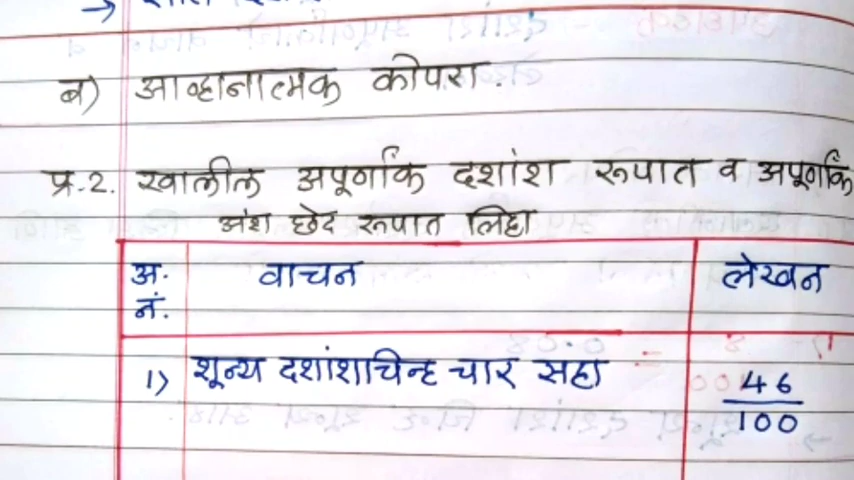 ब) आव्हानात्मक कोपरा.
प्र.2. खालील अपूर्णांक दशांश रूपात व अपूर्णांक
अंश छेद रूपात लिहा
अ. नं. वाचन लेखन
1) शून्य दशांशचिन्ह चार सहा 46/100